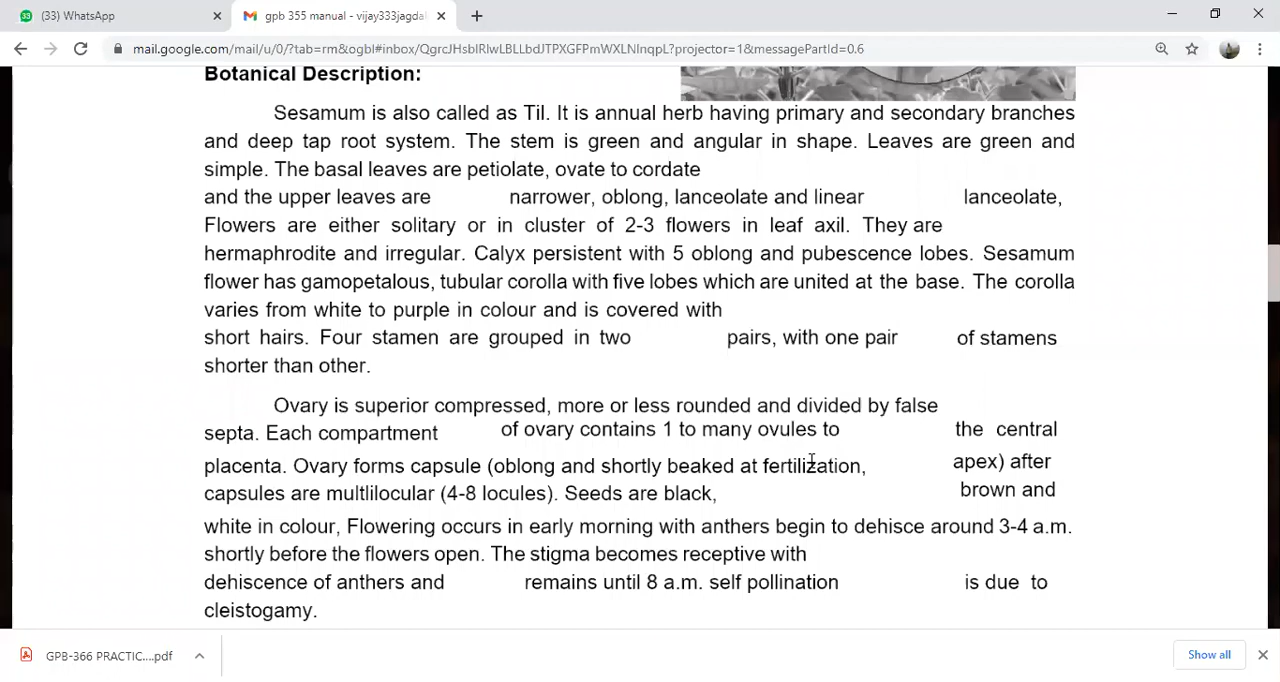 (33) WhatsApp
gpb 355 manual - vijay333jagdal
mail.google.com/mail/u/0/?tab=rm&ogbl#inbox/QgrcJHsblRlwLBLLbdJTPXGFPmWXLNlnqpL?projector=1&messagePartId=0.6
Botanical Description:
Sesamum is also called as Til. It is annual herb having primary and secondary branches
and deep tap root system. The stem is green and angular in shape. Leaves are green and
simple. The basal leaves are petiolate, ovate to cordate
and the upper leaves are narrower, oblong, lanceolate and linear lanceolate,
Flowers are either solitary or in cluster of 2-3 flowers in leaf axil. They are
hermaphrodite and irregular. Calyx persistent with 5 oblong and pubescence lobes. Sesamum
flower has gamopetalous, tubular corolla with five lobes which are united at the base. The corolla
varies from white to purple in colour and is covered with
short hairs. Four stamen are grouped in two pairs, with one pair of stamens
shorter than other.
Ovary is superior compressed, more or less rounded and divided by false
septa. Each compartment of ovary contains 1 to many ovules to the central
placenta. Ovary forms capsule (oblong and shortly beaked at fertilization, apex) after
capsules are multlilocular (4-8 locules). Seeds are black, brown and
white in colour, Flowering occurs in early morning with anthers begin to dehisce around 3-4 a.m.
shortly before the flowers open. The stigma becomes receptive with
dehiscence of anthers and remains until 8 a.m. self pollination is due to
cleistogamy.
GPB-366 PRACTIC....pdf
Show all